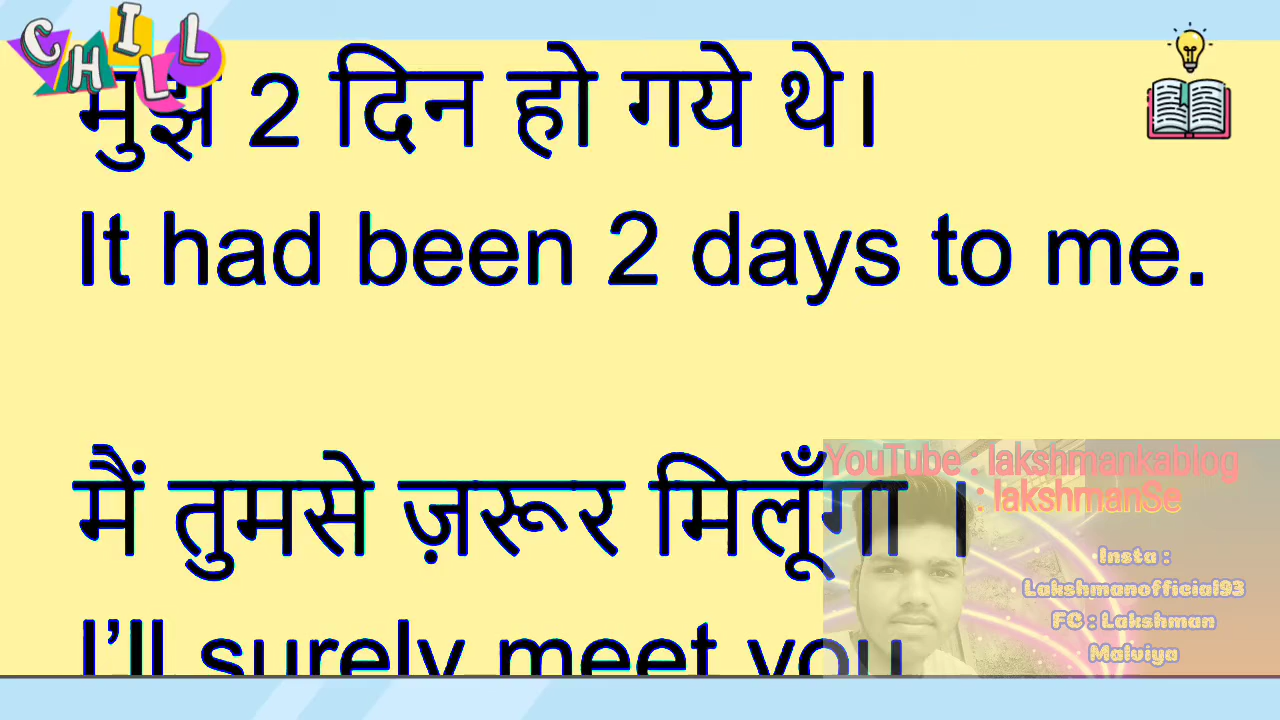 CHILL
मुझे 2 दिन हो गये थे।
It had been 2 days to me.
मैं तुमसे ज़रूर मिलूँगा ।
I’ll surely meet you
YouTube : lakshmankablog
: lakshmanSe
Insta :
Lakshmanofficial93
FC : Lakshman
Malviya